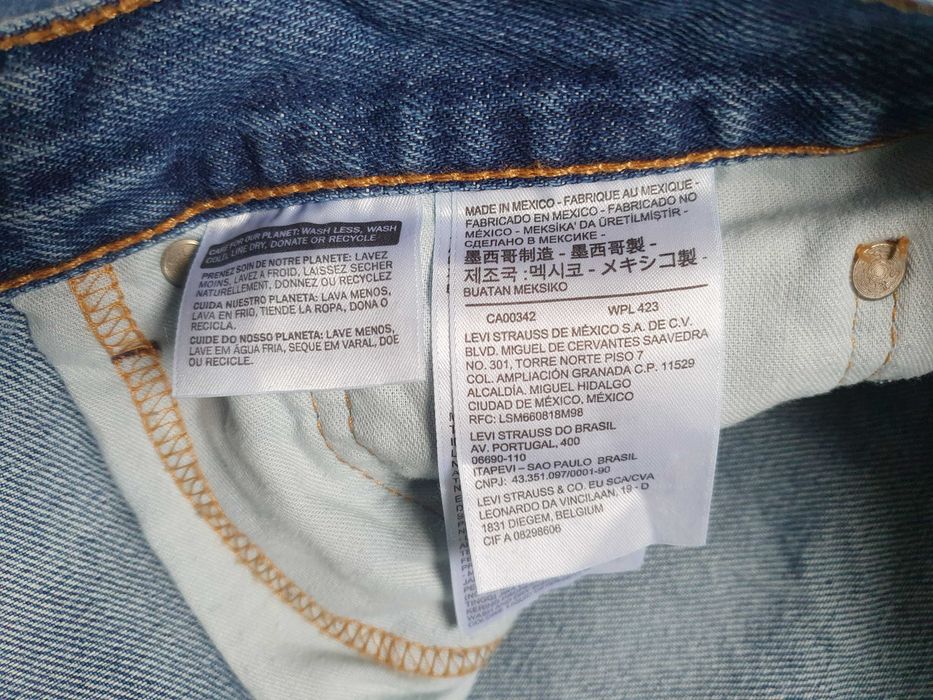 CARE FOR OUR PLANET: WASH LESS, WASH
COLD, LINE DRY, DONATE OR RECYCLE
PRENEZ SOIN DE NOTRE PLANETE: LAVEZ
MOINS, LAVEZ A FROID, LAISSEZ SECHER
NATURELLEMENT, DONNEZ OU RECYCLEZ
CUIDA NUESTRO PLANETA: LAVA MENOS,
LAVA EN FRIO, TIENDE LA ROPA, DONA O
RECICLA.
CUIDE DO NOSSO PLANETA: LAVE MENOS,
LAVE EM ÁGUA FRIA, SEQUE EM VARAL, DOE
OU RECICLE.
MADE IN MEXICO - FABRIQUE AU MEXIQUE -
FABRICADO EN MEXICO - FABRICADO NO
MÉXICO - MEKSİKA' DA ÜRETİLMİŞTİR -
СДЕЛАНО В МЕКСИКЕ -
墨西哥制造 - 墨西哥製 -
제조국 :멕시코 - メキシコ製 -
BUATAN MEKSIKO
CA00342 WPL 423
LEVI STRAUSS DE MÉXICO S.A. DE C.V.
BLVD. MIGUEL DE CERVANTES SAAVEDRA
NO. 301, TORRE NORTE PISO 7
COL. AMPLIACIÓN GRANADA C.P. 11529
ALCALDÍA. MIGUEL HIDALGO
CIUDAD DE MÉXICO, MÉXICO
RFC: LSM660818M98
LEVI STRAUSS DO BRASIL
AV. PORTUGAL, 400
06690-110
ITAPEVI – SAO PAULO BRASIL
CNPJ: 43.351.097/0001-90
LEVI STRAUSS & CO. EU SCA/CVA
LEONARDO DA VINCILAAN, 19 - D
1831 DIEGEM, BELGIUM
CIF A 08298606